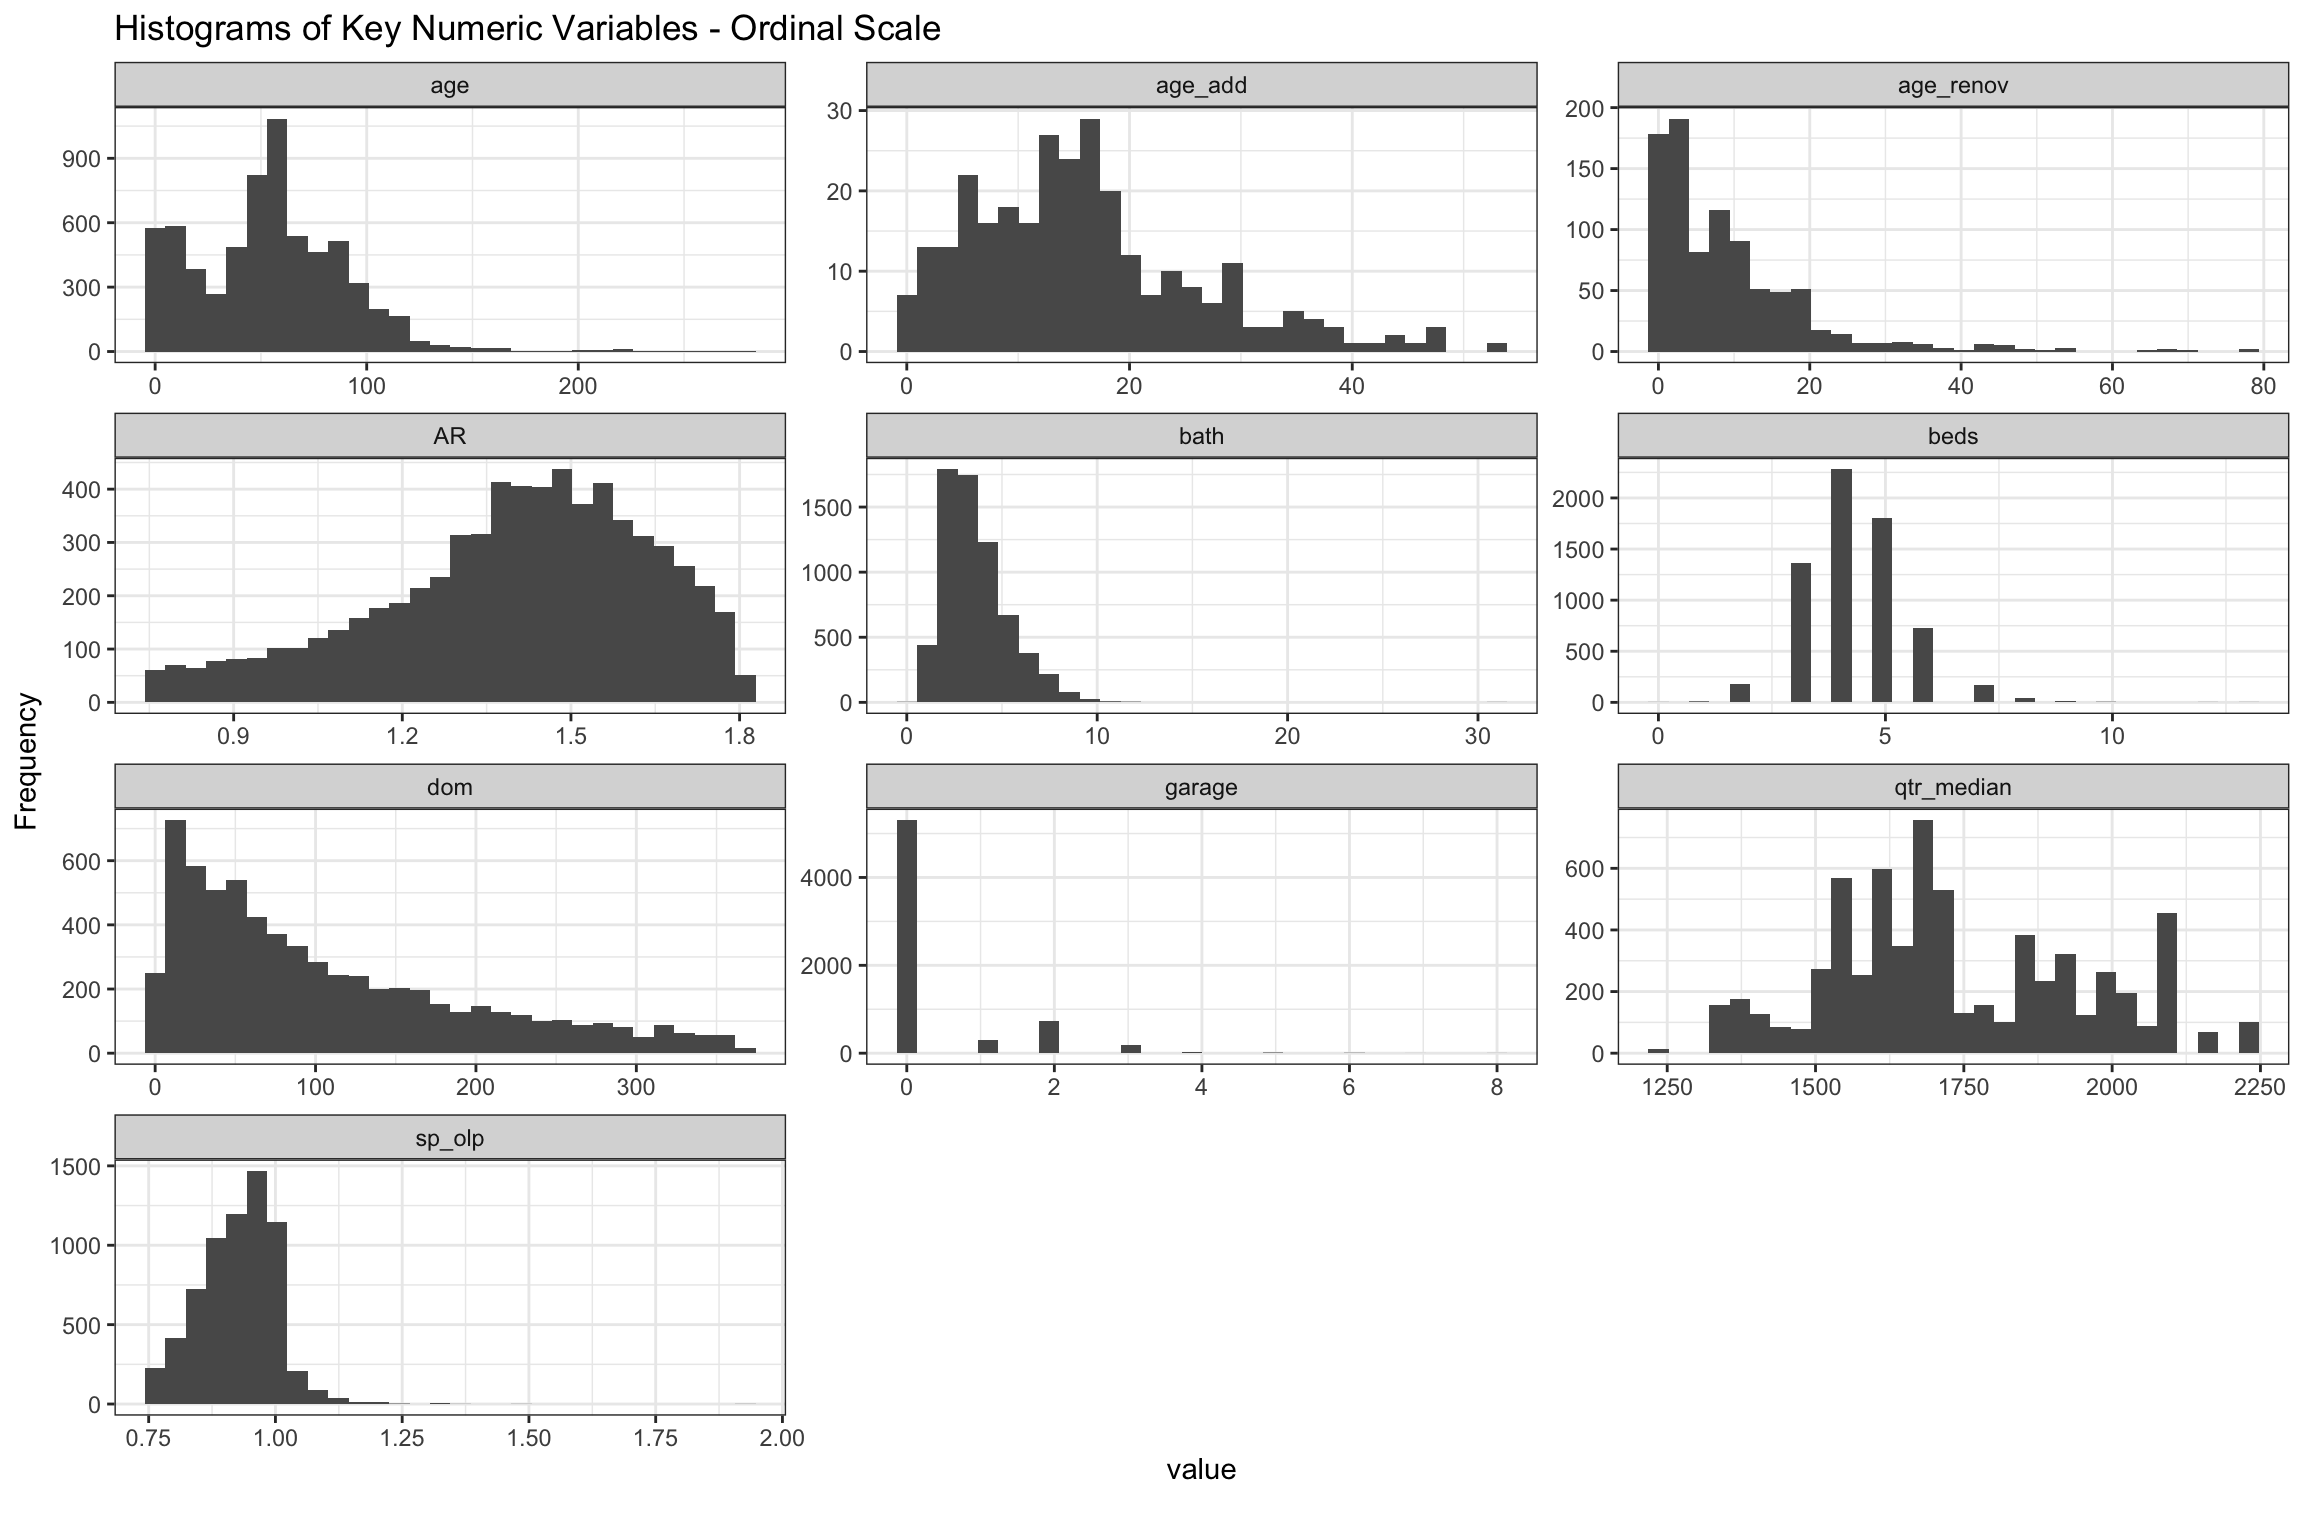 Histograms of Key Numeric Variables - Ordinal Scale
age
900
600
300
0
0 100 200
age_add
30
20
10
0
0 20 40
age_renov
200
150
100
50
0
0 20 40 60 80
AR
400
300
200
100
0
0.9 1.2 1.5 1.8
bath
1500
1000
500
0
0 10 20 30
beds
2000
1500
1000
500
0
0 5 10
Frequency
dom
600
400
200
0
0 100 200 300
garage
4000
2000
0
0 2 4 6 8
qtr_median
600
400
200
0
1250 1500 1750 2000 2250
sp_olp
1500
1000
500
0
0.75 1.00 1.25 1.50 1.75 2.00
value